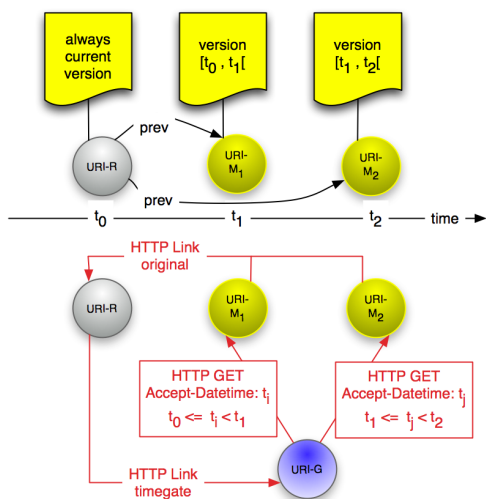 always
current
version
version
[t0 , t1[
version
[t1 , t2[
prev
URI-R
URI-
M1
URI-
M2
prev
t0
t1
t2
time
HTTP Link
original
URI-R
URI-
M1
URI-
M2
HTTP GET
Accept-Datetime: ti
t0 <= ti < t1
HTTP GET
Accept-Datetime: tj
t1 <= tj < t2
URI-G
HTTP Link
timegate